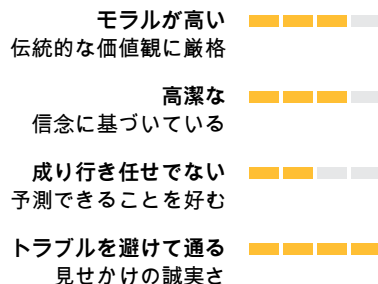 モラルが高い
伝統的な価値観に厳格
高潔な
信念に基づいている
成り行き任せでない
予測できることを好む
トラブルを避けて通る
見せかけの誠実さ